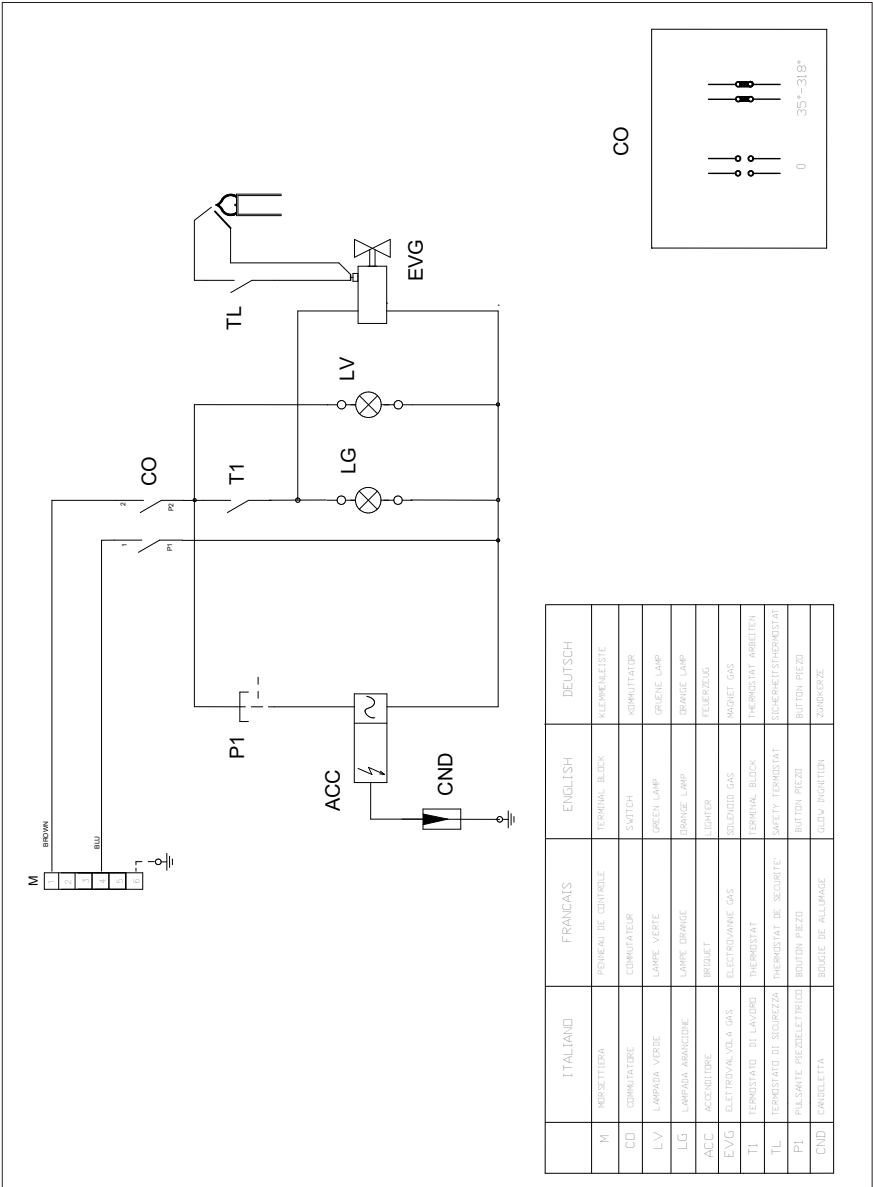 M
1
2
3
4
5
6
BROWN
BLU
2
CO
P2
1
P1
T1
LG
LV
TL
EVG
P1
ACC
CND
CO
0
35°-318°
ITALIANO FRANCAIS ENGLISH DEUTSCH
M MORSETTIERA PENNEAU DE CONTROLE TERMINAL BLOCK KLEMMENLEISTE
CO COMMUTATORE COMMUTATEUR SWITCH KOMMUTTATOR
LV LAMPADA VERDE LAMPE VERTE GREEN LAMP GRUENE LAMP
LG LAMPADA ARANCIONE LAMPE ORANGE ORANGE LAMP ORANGE LAMP
ACC ACCENDITORE BRIQUET LIGHTER FEUERZEUG
EVG ELETTROVALVOLA GAS ELECTROVANNE GAS SOLENOID GAS MAGNET GAS
T1 TERMOSTATO DI LAVORO THERMOSTAT TERMINAL BLOCK THERMOSTAT ARBEITEN
TL TERMOSTATO DI SICUREZZA THERMOSTAT DE SECURITE' SAFETY TERMOSTAT SICHERHEITSTHERMOSTAT
P1 PULSANTE PIEZOELETTRICO BOUTON PIEZO BUTTON PIEZO BUTTON PIEZO
CND CANDELETTA BOUGIE DE ALLUMAGE GLOW INGNITION ZÜNDKERZE